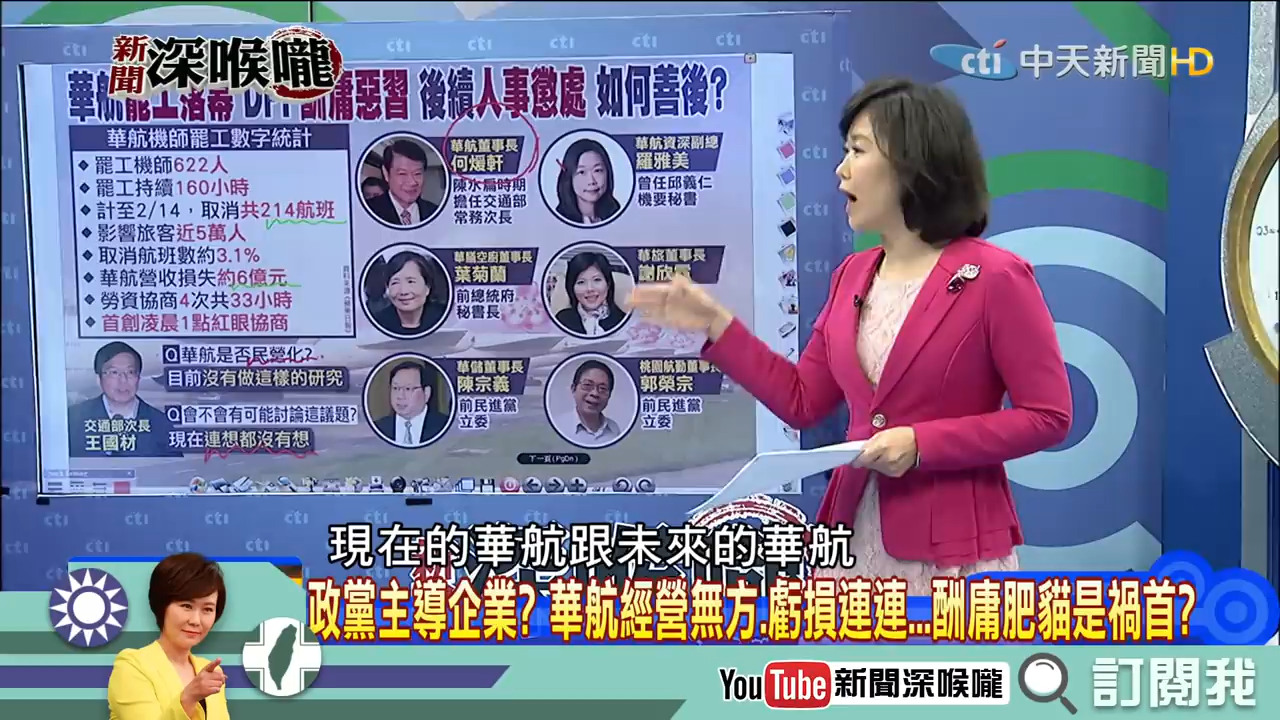 新聞深喉嚨
cti 中天新聞HD
華航罷工落幕 DPP酬庸惡習 後續人事懲處 如何善後?
華航機師罷工數字統計
罷工機師622人
罷工持續160小時
計至2/14,取消共214航班
影響旅客近5萬人
取消航班數約3.1%
華航營收損失約6億元
勞資協商4次共33小時
首創凌晨1點紅眼協商
華航董事長
何煖軒
陳水扁時期
擔任交通部
常務次長
華航資深副總
羅雅美
曾任邱義仁
機要秘書
華膳空廚董事長
葉菊蘭
前總統府
秘書長
華旅董事長
謝欣霓
華儲董事長
陳宗義
前民進黨
立委
桃園航勤董事長
郭榮宗
前民進黨
立委
交通部次長
王國材
Q華航是否民營化?
目前沒有做這樣的研究
Q會不會有可能討論這議題?
現在連想都沒有想
下一頁(PgDn)
現在的華航跟未來的華航
政黨主導企業? 華航經營無方.虧損連連...酬庸肥貓是禍首?
YouTube 新聞深喉嚨 訂閱我